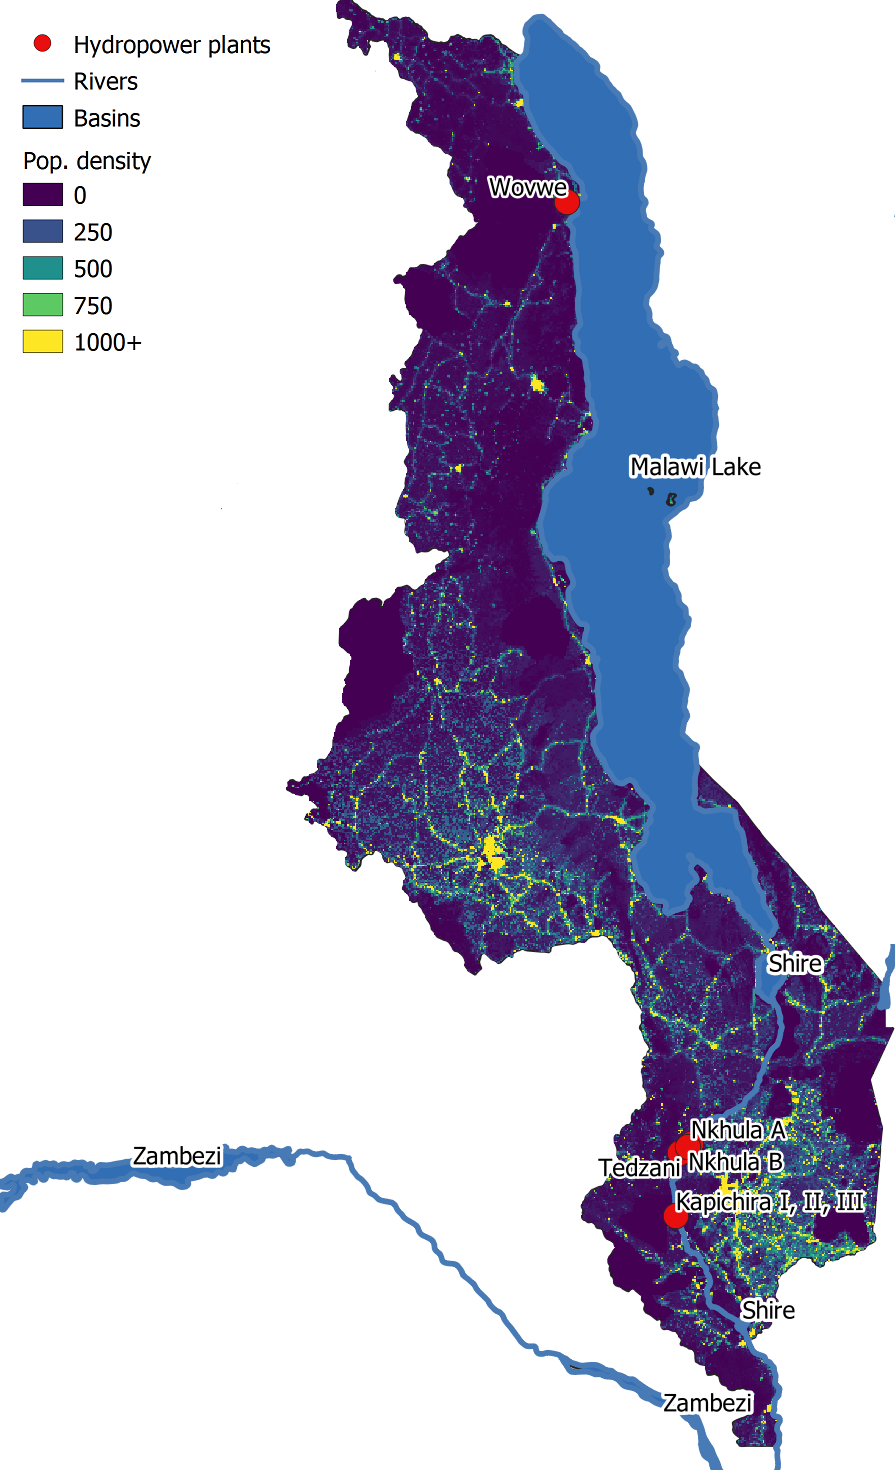 Hydropower plants
Rivers
Basins
Pop. density
0
250
500
750
1000+
Wovwe
Malawi Lake
Shire
Nkhula A
Zambezi
Tedzani
Nkhula B
Kapichira I, II, III
Shire
Zambezi